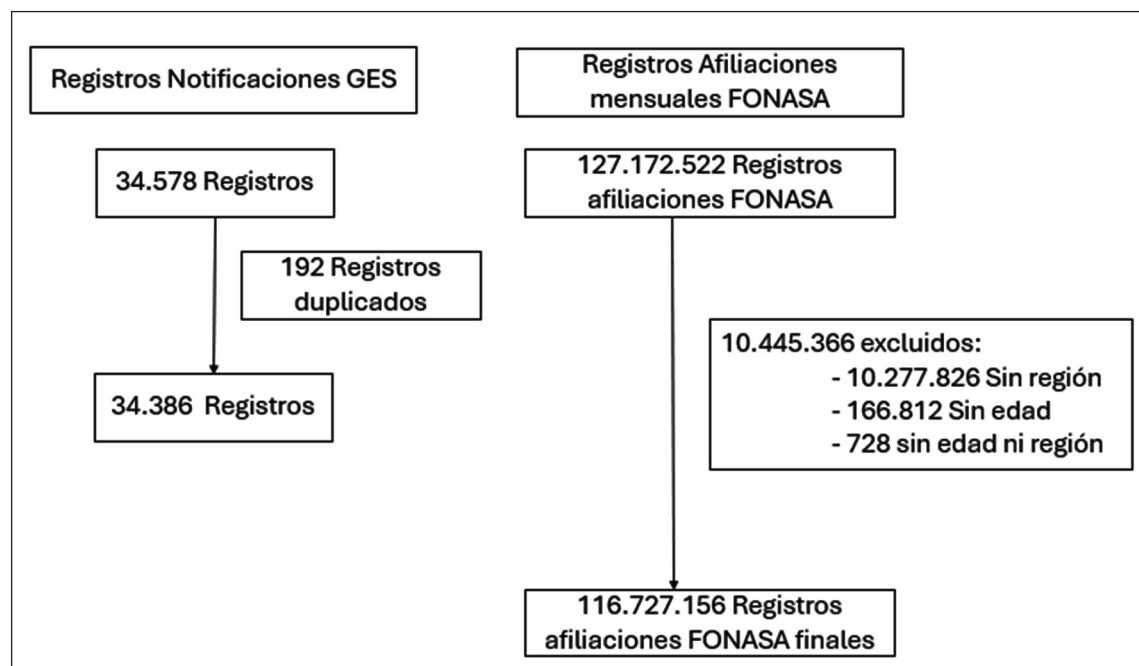 Registros Notificaciones GES
34.578 Registros
192 Registros
duplicados
34.386 Registros
Registros Afiliaciones
mensuales FONASA
127.172.522 Registros
afiliaciones FONASA
10.445.366 excluidos:
- 10.277.826 Sin región
- 166.812 Sin edad
- 728 sin edad ni región
116.727.156 Registros
afiliaciones FONASA finales